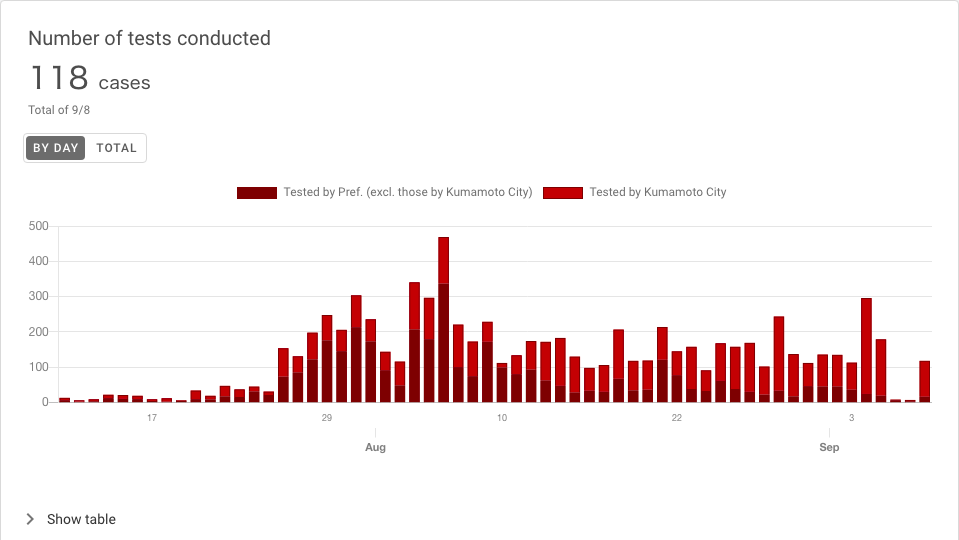 Number of tests conducted
118 cases
Total of 9/8
BY DAY TOTAL
Tested by Pref. (excl. those by Kumamoto City) Tested by Kumamoto City
500
400
300
200
100
0
17 29 10 22 3
Aug Sep
Show table